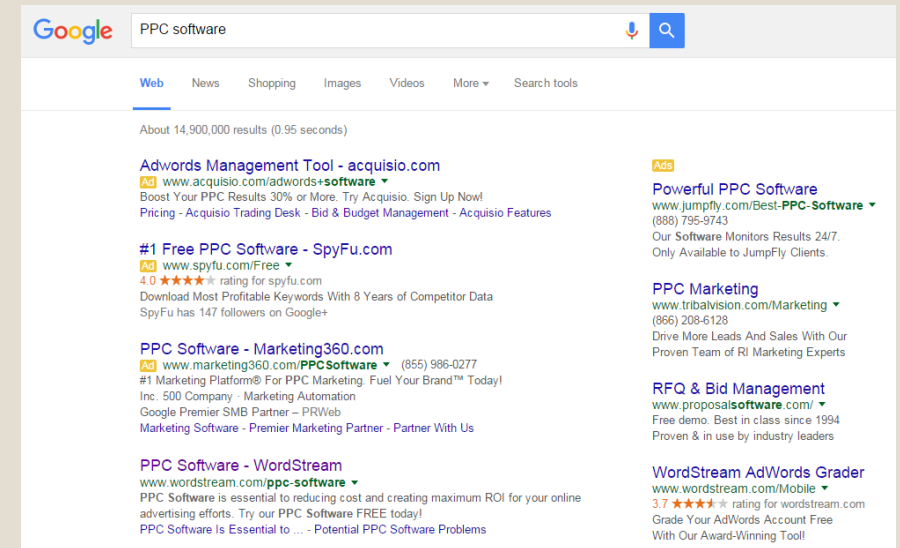 Google
PPC software
Web News Shopping Images Videos More Search tools
About 14,900,000 results (0.95 seconds)
Adwords Management Tool - acquisio.com
Ad www.acquisio.com/adwords+software
Boost Your PPC Results 30% or More. Try Acquisio. Sign Up Now!
Pricing - Acquisio Trading Desk - Bid & Budget Management - Acquisio Features
#1 Free PPC Software - SpyFu.com
Ad www.spyfu.com/Free
4.0 ★★★★★ rating for spyfu.com
Download Most Profitable Keywords With 8 Years of Competitor Data
SpyFu has 147 followers on Google+
PPC Software - Marketing360.com
Ad www.marketing360.com/PPCSoftware (855) 986-0277
#1 Marketing Platform® For PPC Marketing. Fuel Your Brand™ Today!
Inc. 500 Company · Marketing Automation
Google Premier SMB Partner – PRWeb
Marketing Software - Premier Marketing Partner - Partner With Us
PPC Software - WordStream
www.wordstream.com/ppc-software
PPC Software is essential to reducing cost and creating maximum ROI for your online
advertising efforts. Try our PPC Software FREE today!
PPC Software Is Essential to ... - Potential PPC Software Problems
Ads
Powerful PPC Software
www.jumpfly.com/Best-PPC-Software
(888) 795-9743
Our Software Monitors Results 24/7.
Only Available to JumpFly Clients.
PPC Marketing
www.tribalvision.com/Marketing
(866) 208-6128
Drive More Leads And Sales With Our
Proven Team of RI Marketing Experts
RFQ & Bid Management
www.proposalsoftware.com/
Free demo. Best in class since 1994
Proven & in use by industry leaders
WordStream AdWords Grader
www.wordstream.com/Mobile
3.7 ★★★★★ rating for wordstream.com
Grade Your AdWords Account Free
With Our Award-Winning Tool!